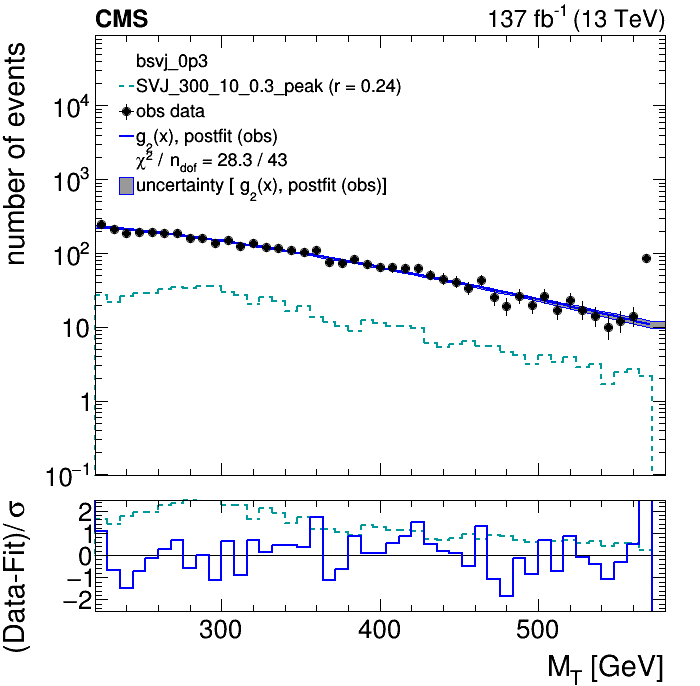 CMS 137 fb⁻¹ (13 TeV)
number of events
bsvj_0p3
SVJ_300_10_0.3_peak (r = 0.24)
obs data
g₂(x), postfit (obs)
χ² / n_dof = 28.3 / 43
uncertainty [ g₂(x), postfit (obs)]
10⁴
10³
10²
10
1
10⁻¹
(Data-Fit)/ σ
2
1
0
−1
−2
300 400 500
M_T [GeV]